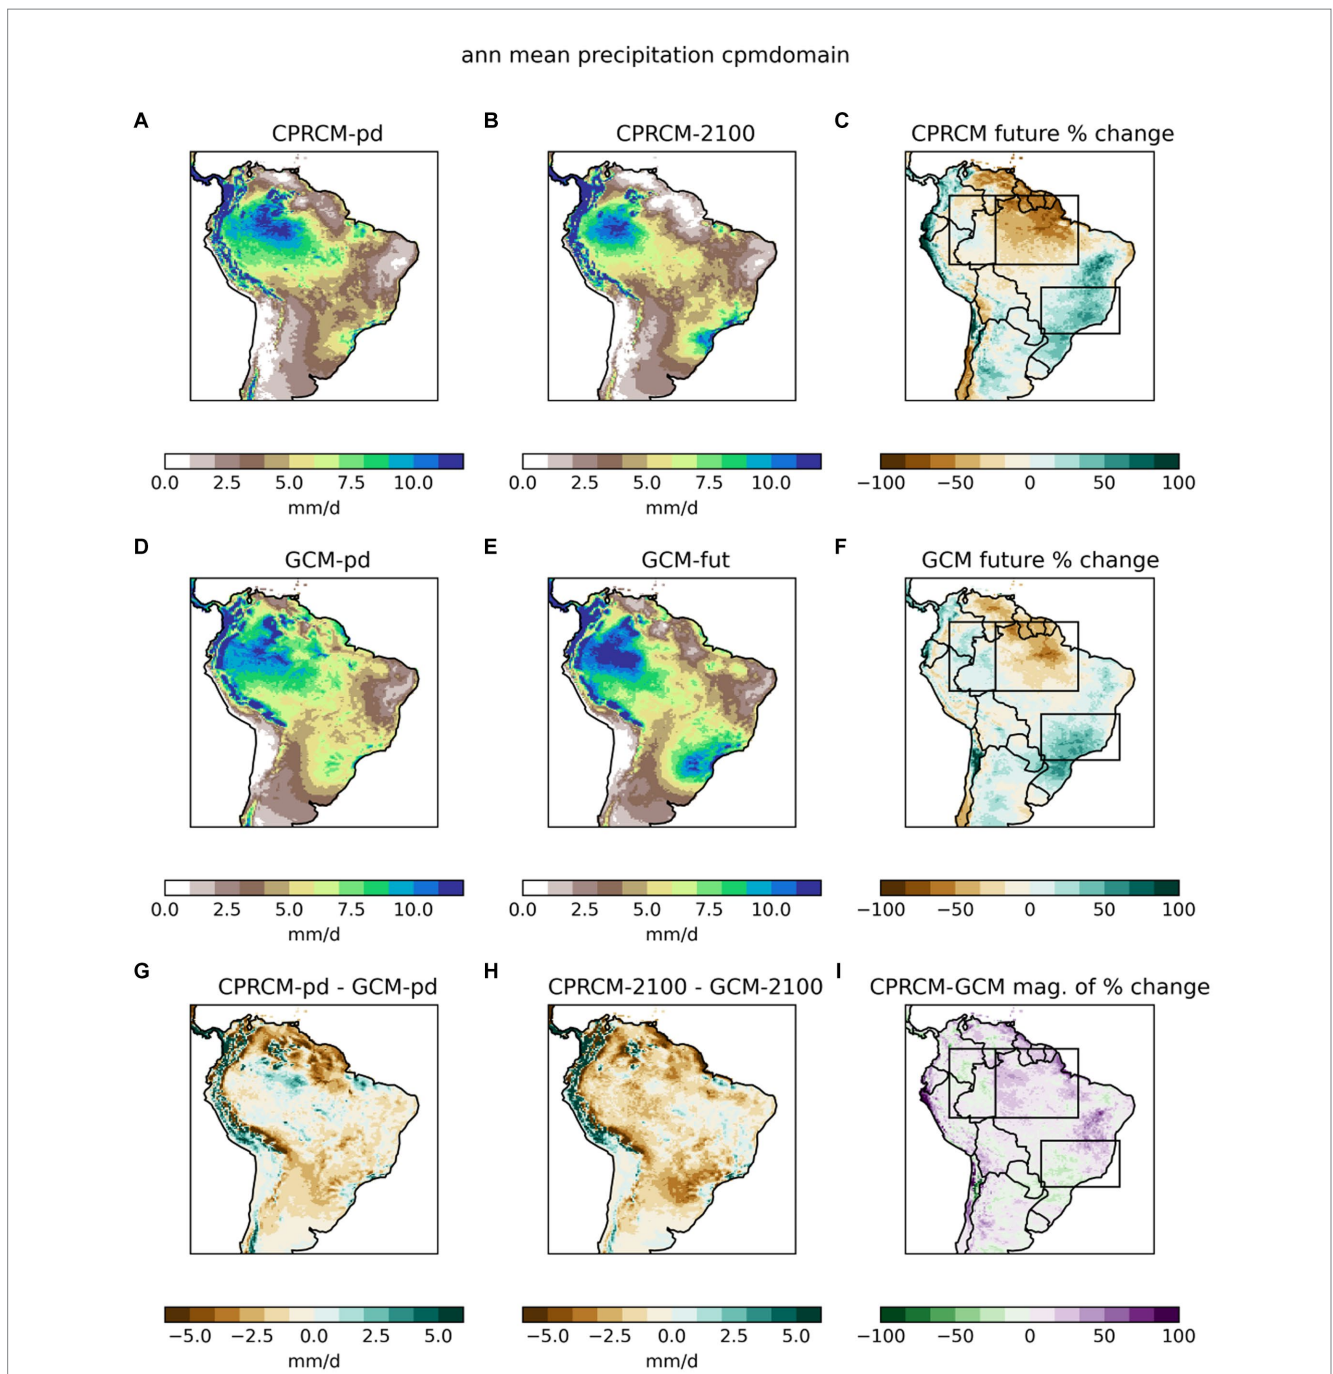 ann mean precipitation cpmdomain
A B C
CPRCM-pd CPRCM-2100 CPRCM future % change
0.0 2.5 5.0 7.5 10.0 0.0 2.5 5.0 7.5 10.0 −100 −50 0 50 100
mm/d mm/d
D E F
GCM-pd GCM-fut GCM future % change
0.0 2.5 5.0 7.5 10.0 0.0 2.5 5.0 7.5 10.0 −100 −50 0 50 100
mm/d mm/d
G H I
CPRCM-pd - GCM-pd CPRCM-2100 - GCM-2100 CPRCM-GCM mag. of % change
−5.0 −2.5 0.0 2.5 5.0 −5.0 −2.5 0.0 2.5 5.0 −100 −50 0 50 100
mm/d mm/d